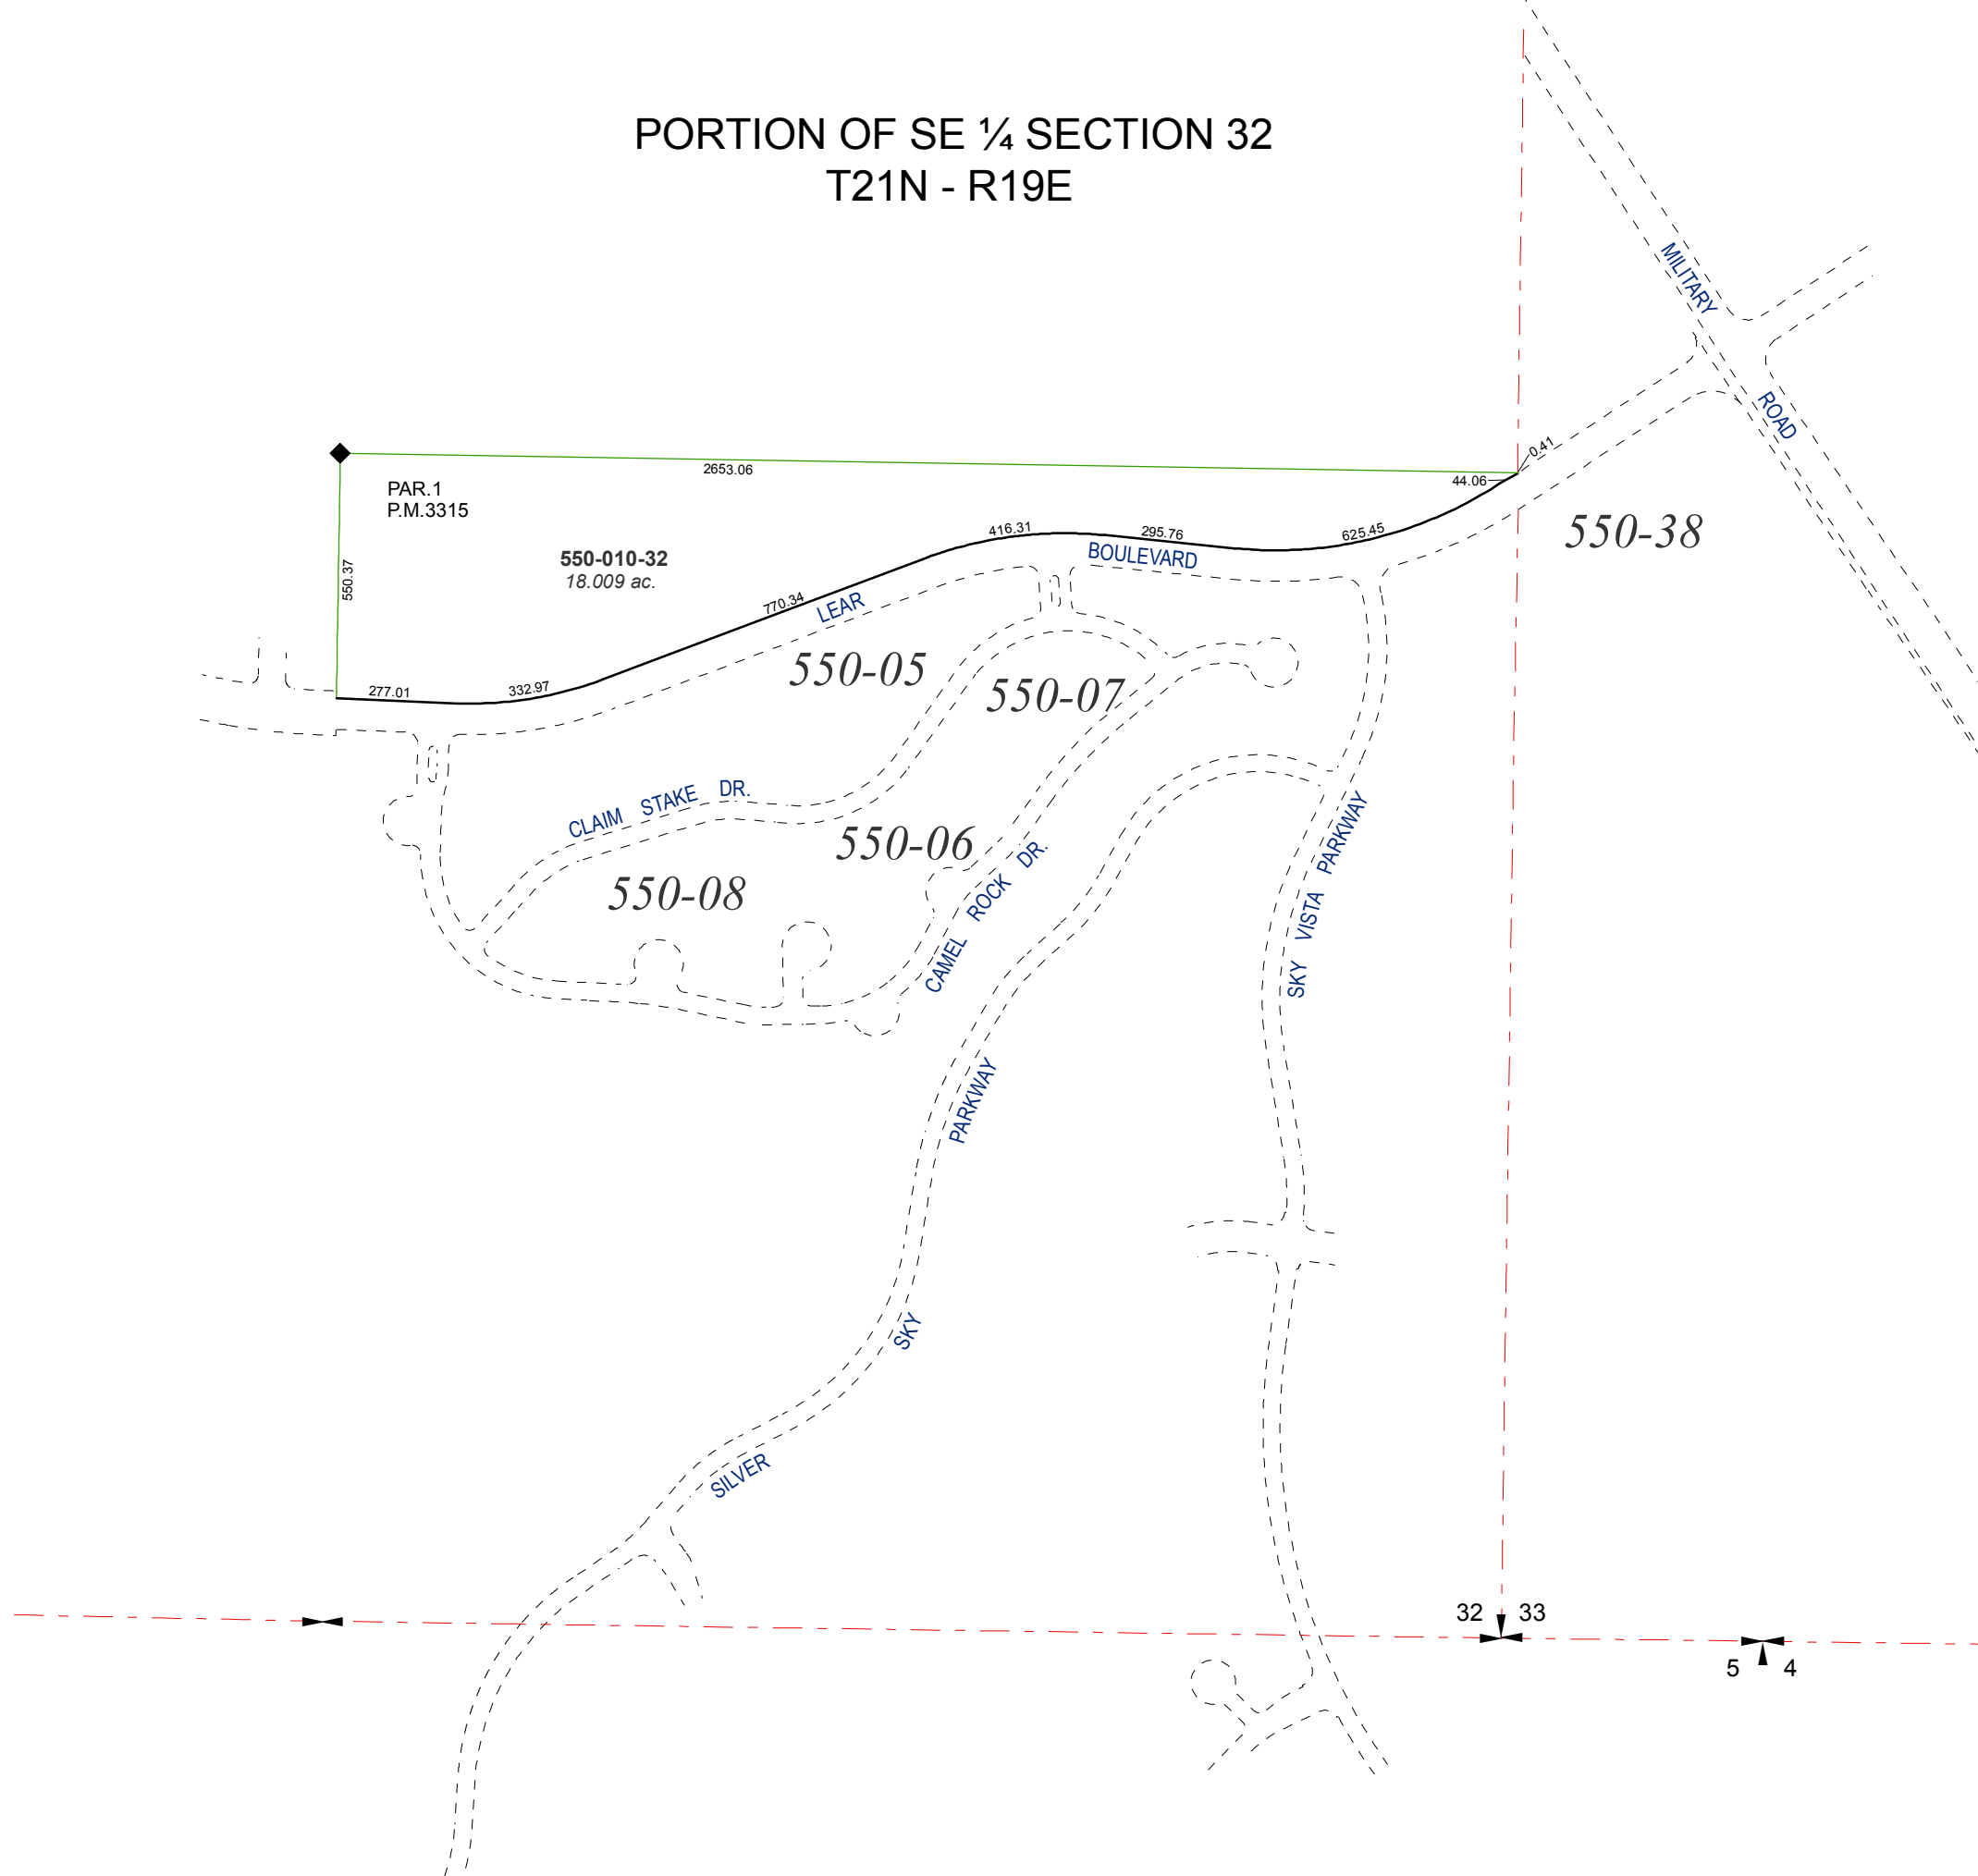 PORTION OF SE ¼ SECTION 32
T21N - R19E
MILITARY
ROAD
0.41
2653.06
44.06
PAR.1
P.M.3315
550-38
416.31
295.76
625.45
550-010-32
18.009 ac.
BOULEVARD
550.37
770.34
LEAR
550-05
550-07
277.01
332.97
CLAIM STAKE DR.
550-06
550-08
CAMEL ROCK DR.
SKY VISTA PARKWAY
PARKWAY
SKY
SILVER
32 33
5 4